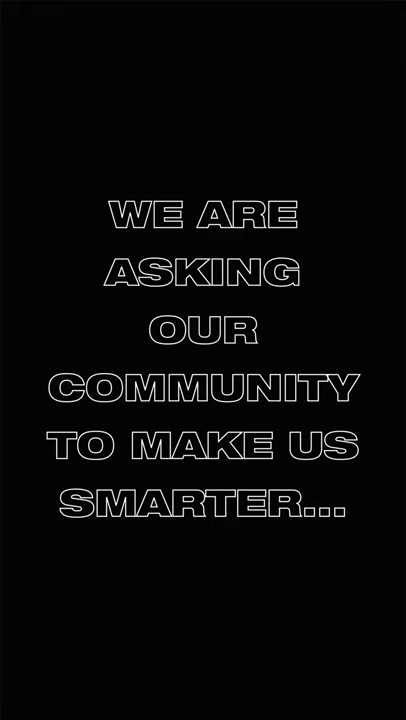 WE ARE
ASKING
OUR
COMMUNITY
TO MAKE US
SMARTER...